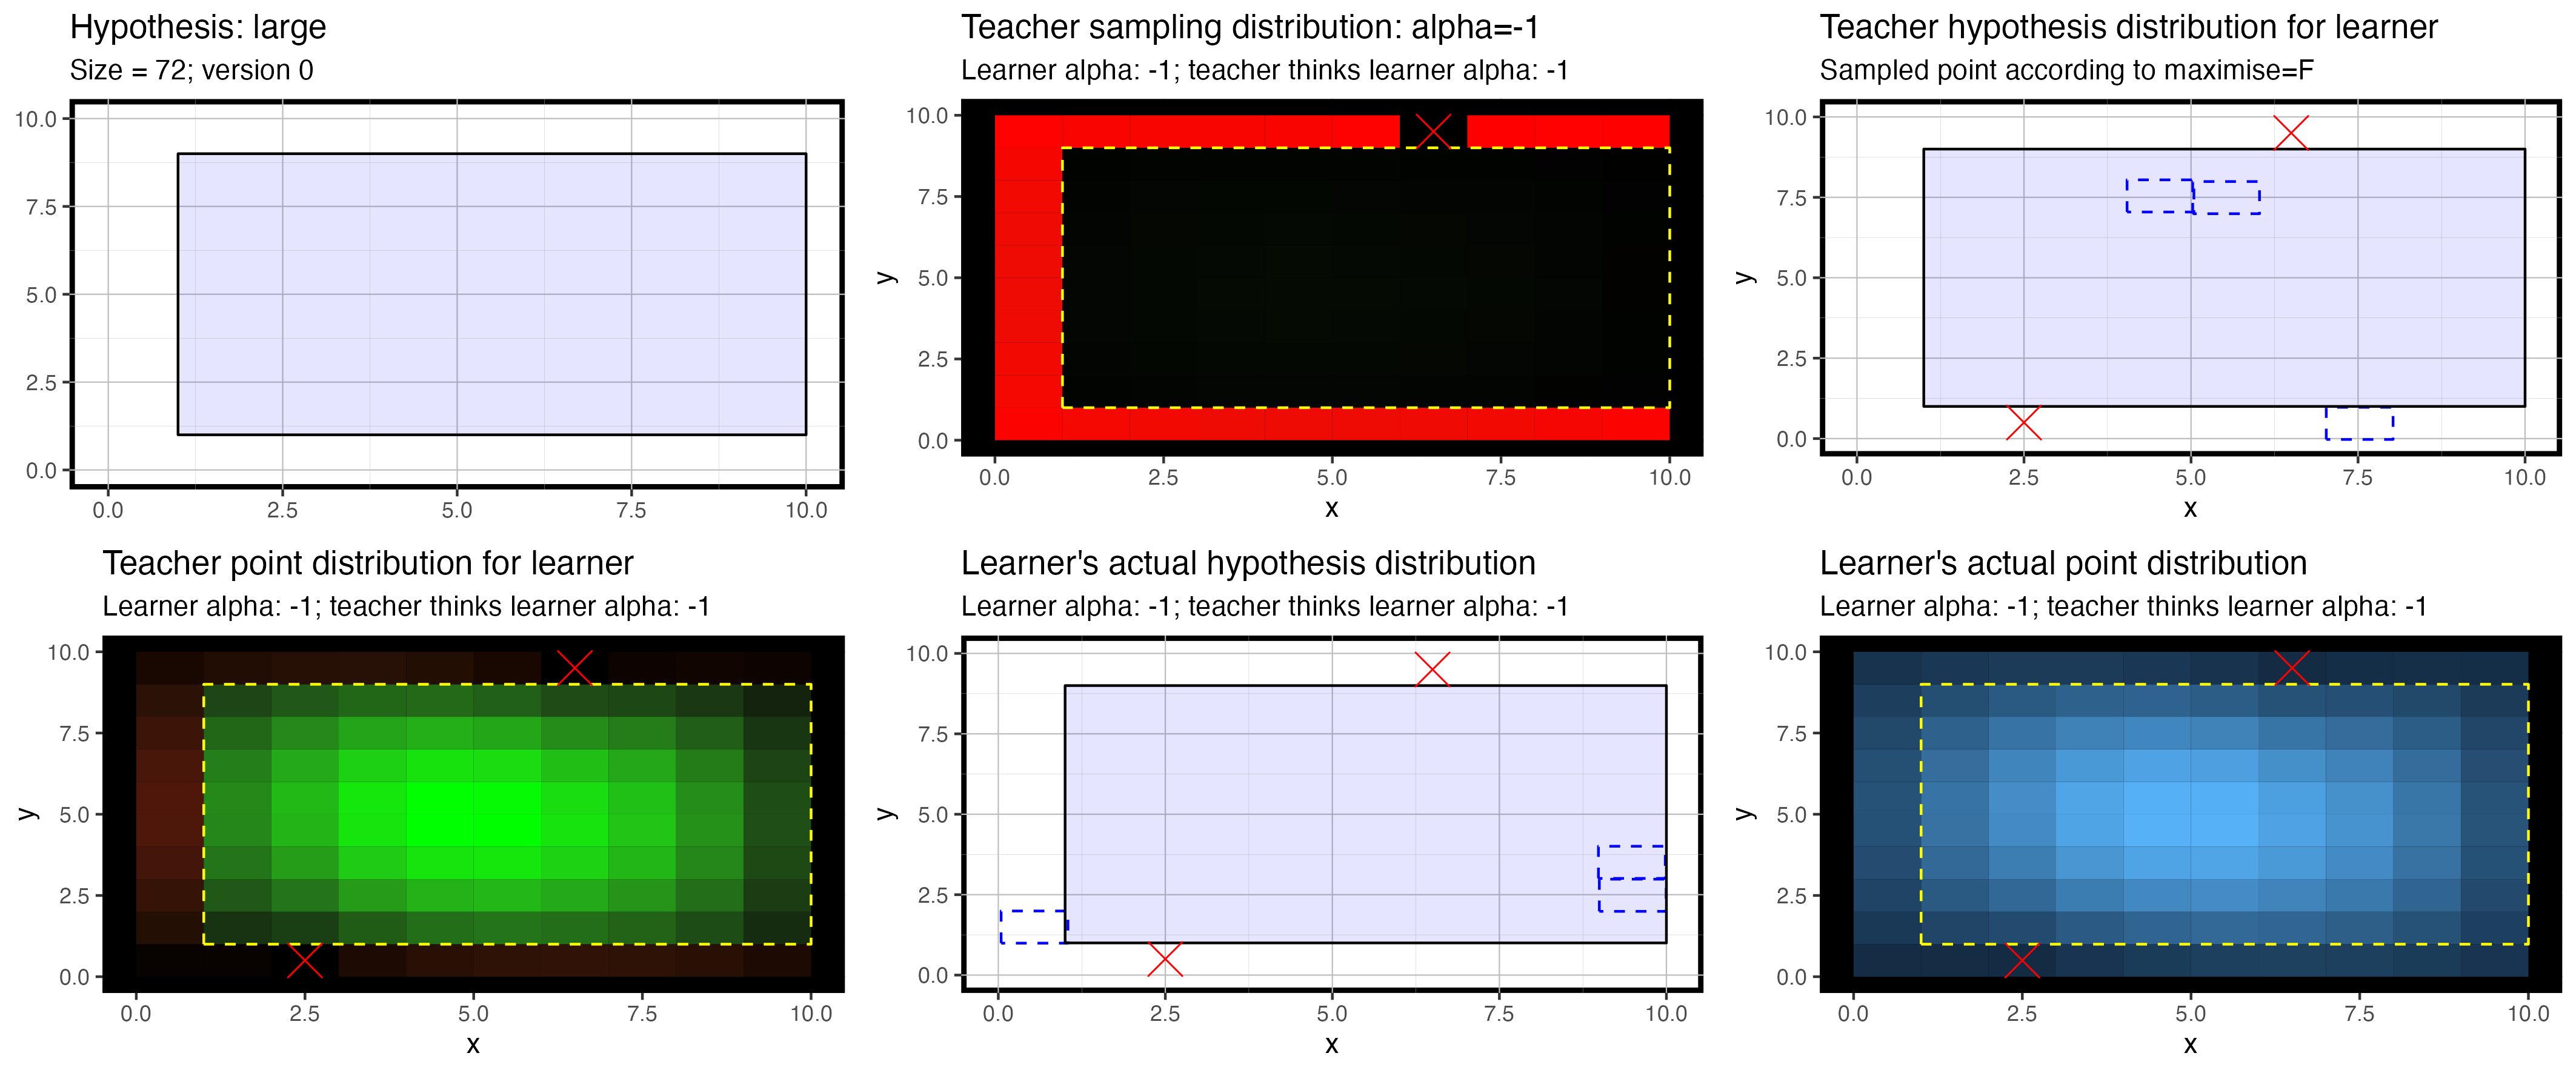 Hypothesis: large
Size = 72; version 0
10.0
7.5
5.0
2.5
0.0
0.0 2.5 5.0 7.5 10.0
Teacher sampling distribution: alpha=-1
Learner alpha: -1; teacher thinks learner alpha: -1
10.0
7.5
5.0
2.5
0.0
y
0.0 2.5 5.0 7.5 10.0
x
Teacher hypothesis distribution for learner
Sampled point according to maximise=F
10.0
7.5
5.0
2.5
0.0
y
0.0 2.5 5.0 7.5 10.0
x
Teacher point distribution for learner
Learner alpha: -1; teacher thinks learner alpha: -1
10.0
7.5
5.0
2.5
0.0
y
0.0 2.5 5.0 7.5 10.0
x
Learner's actual hypothesis distribution
Learner alpha: -1; teacher thinks learner alpha: -1
10.0
7.5
5.0
2.5
0.0
y
0.0 2.5 5.0 7.5 10.0
x
Learner's actual point distribution
Learner alpha: -1; teacher thinks learner alpha: -1
10.0
7.5
5.0
2.5
0.0
y
0.0 2.5 5.0 7.5 10.0
x